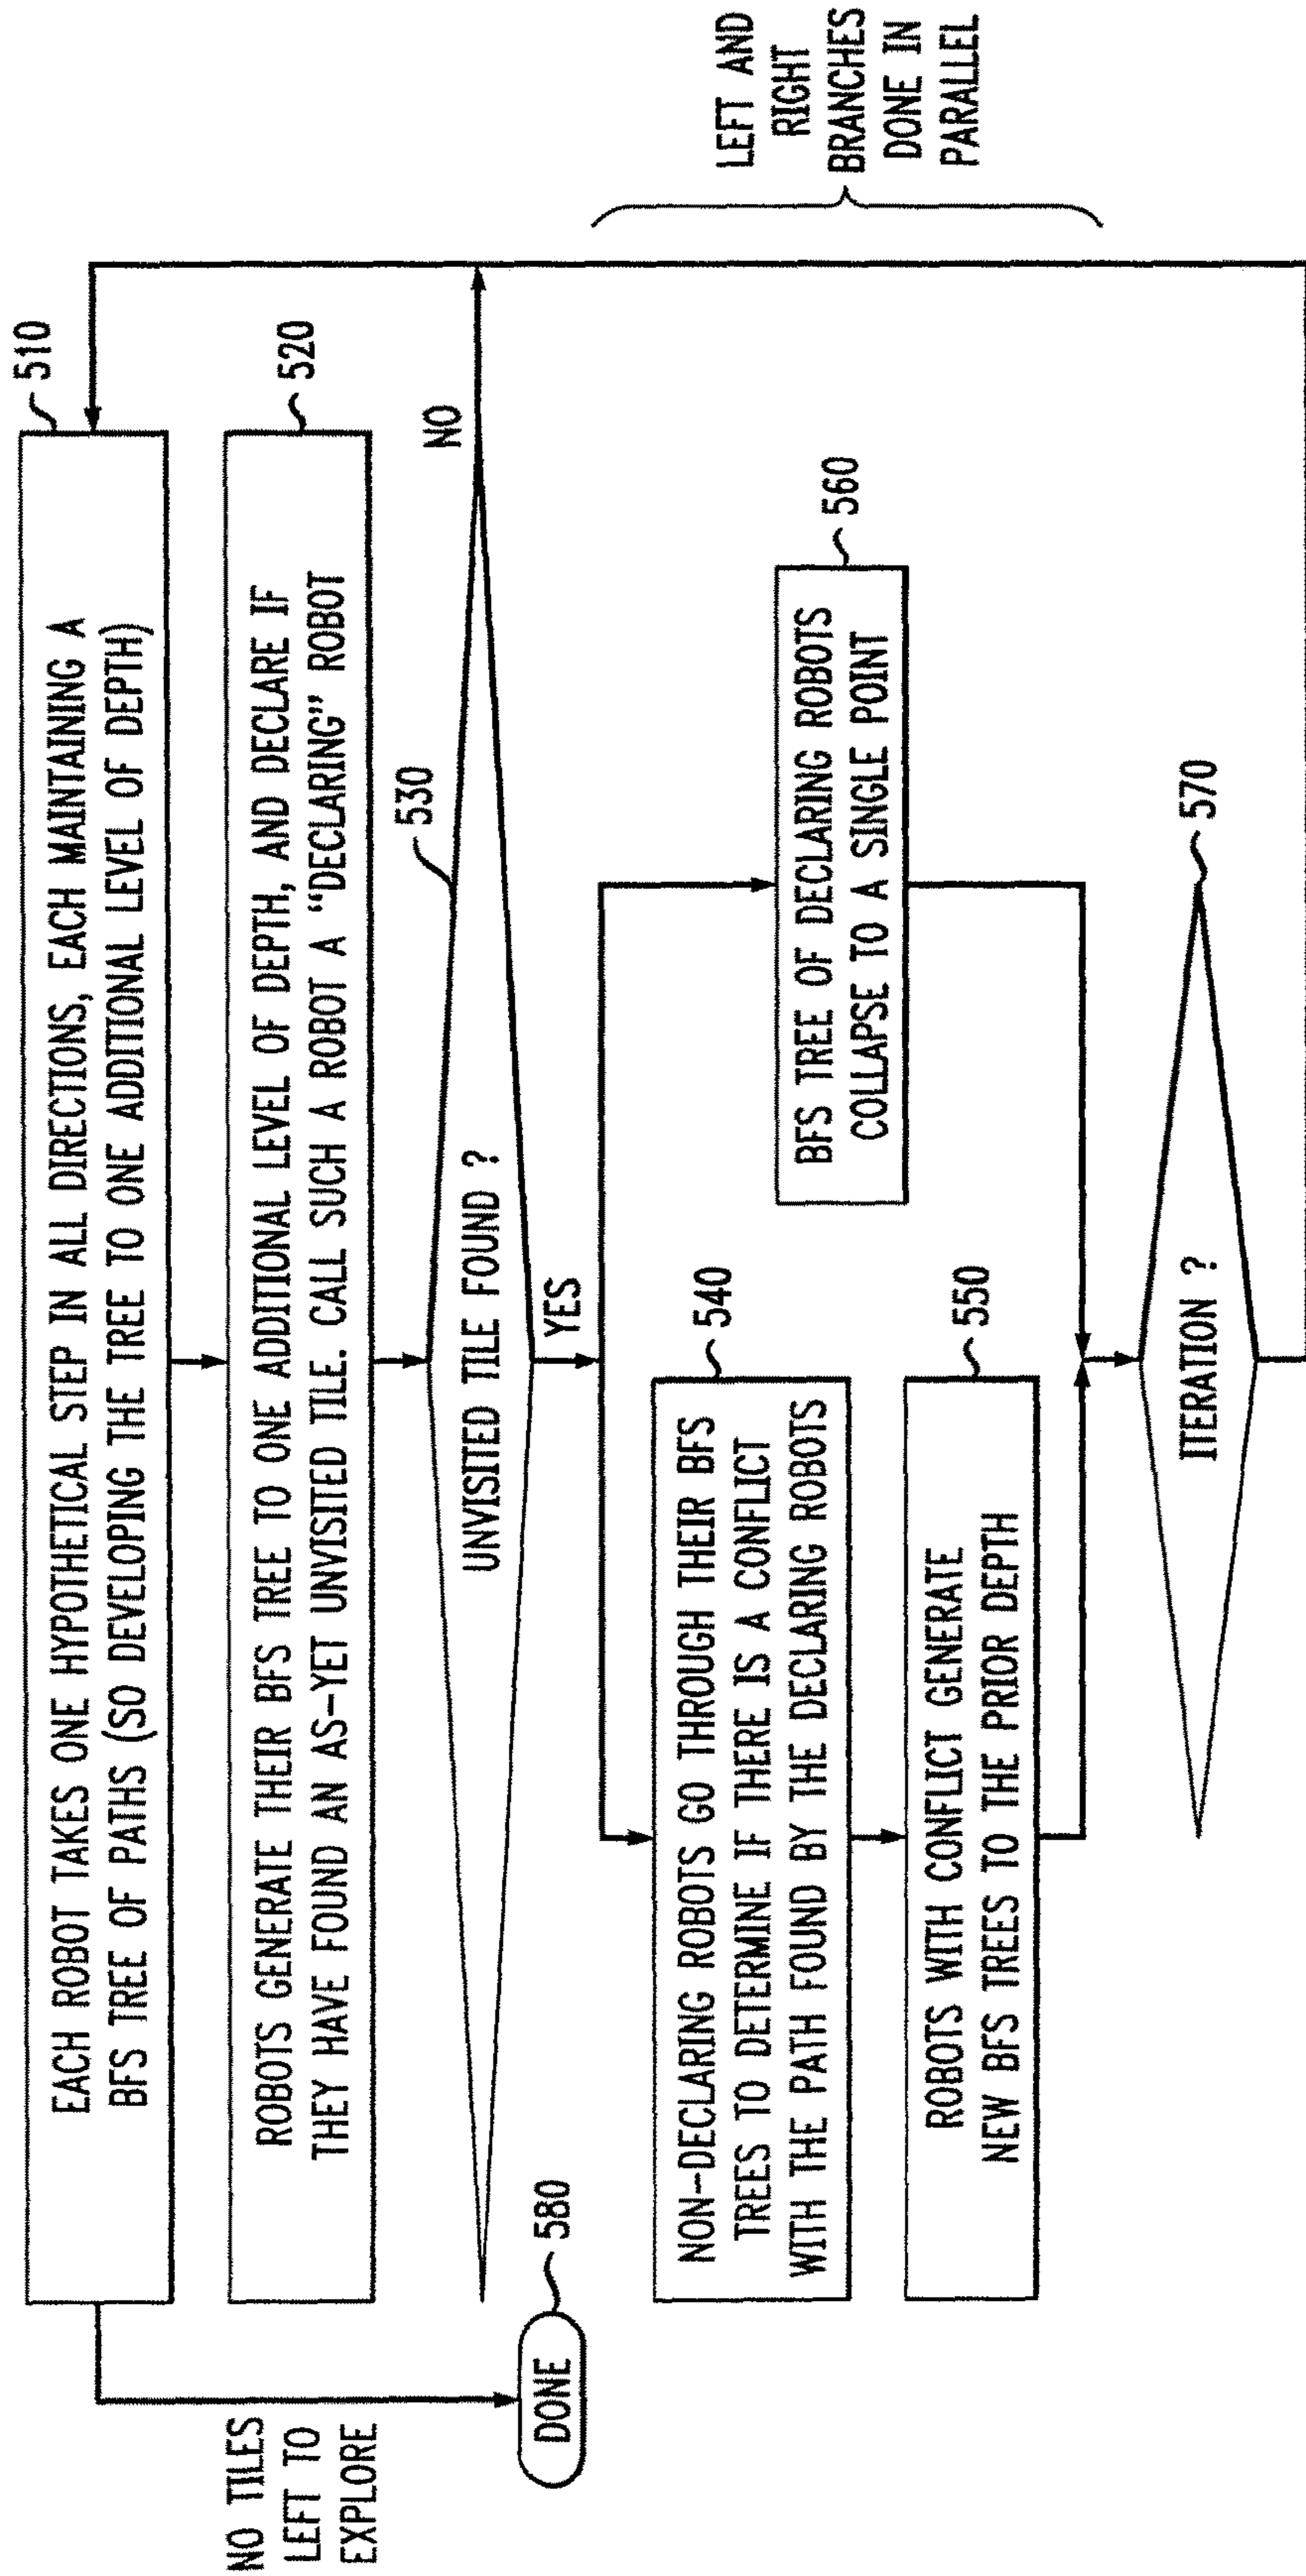 510
EACH ROBOT TAKES ONE HYPOTHETICAL STEP IN ALL DIRECTIONS, EACH MAINTAINING A
BFS TREE OF PATHS (SO DEVELOPING THE TREE TO ONE ADDITIONAL LEVEL OF DEPTH)
NO TILES
LEFT TO
EXPLORE
520
ROBOTS GENERATE THEIR BFS TREE TO ONE ADDITIONAL LEVEL OF DEPTH, AND DECLARE IF
THEY HAVE FOUND AN AS-YET UNVISITED TILE. CALL SUCH A ROBOT A “DECLARING” ROBOT
530
NO
UNVISITED TILE FOUND ?
580
DONE
YES
540
NON-DECLARING ROBOTS GO THROUGH THEIR BFS
TREES TO DETERMINE IF THERE IS A CONFLICT
WITH THE PATH FOUND BY THE DECLARING ROBOTS
560
BFS TREE OF DECLARING ROBOTS
COLLAPSE TO A SINGLE POINT
LEFT AND
RIGHT
BRANCHES
DONE IN
PARALLEL
550
ROBOTS WITH CONFLICT GENERATE
NEW BFS TREES TO THE PRIOR DEPTH
570
ITERATION ?